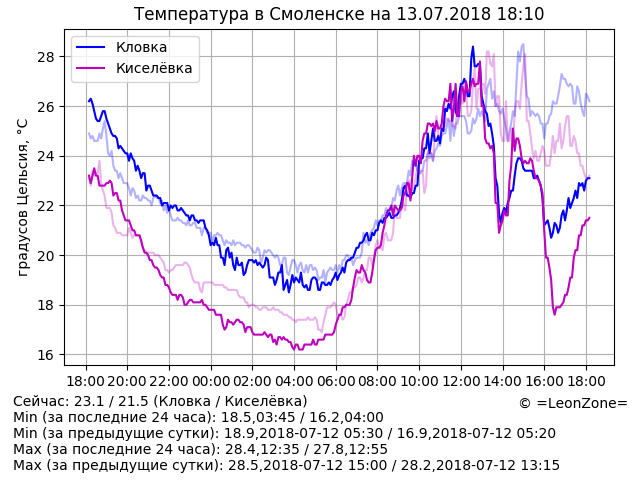 Температура в Смоленске на 13.07.2018 18:10
Кловка
Киселёвка
градусов Цельсия, °C
28
26
24
22
20
18
16
18:00 20:00 22:00 00:00 02:00 04:00 06:00 08:00 10:00 12:00 14:00 16:00 18:00
Сейчас: 23.1 / 21.5 (Кловка / Киселёвка)
© =LeonZone=
Min (за последние 24 часа): 18.5,03:45 / 16.2,04:00
Min (за предыдущие сутки): 18.9,2018-07-12 05:30 / 16.9,2018-07-12 05:20
Max (за последние 24 часа): 28.4,12:35 / 27.8,12:55
Max (за предыдущие сутки): 28.5,2018-07-12 15:00 / 28.2,2018-07-12 13:15